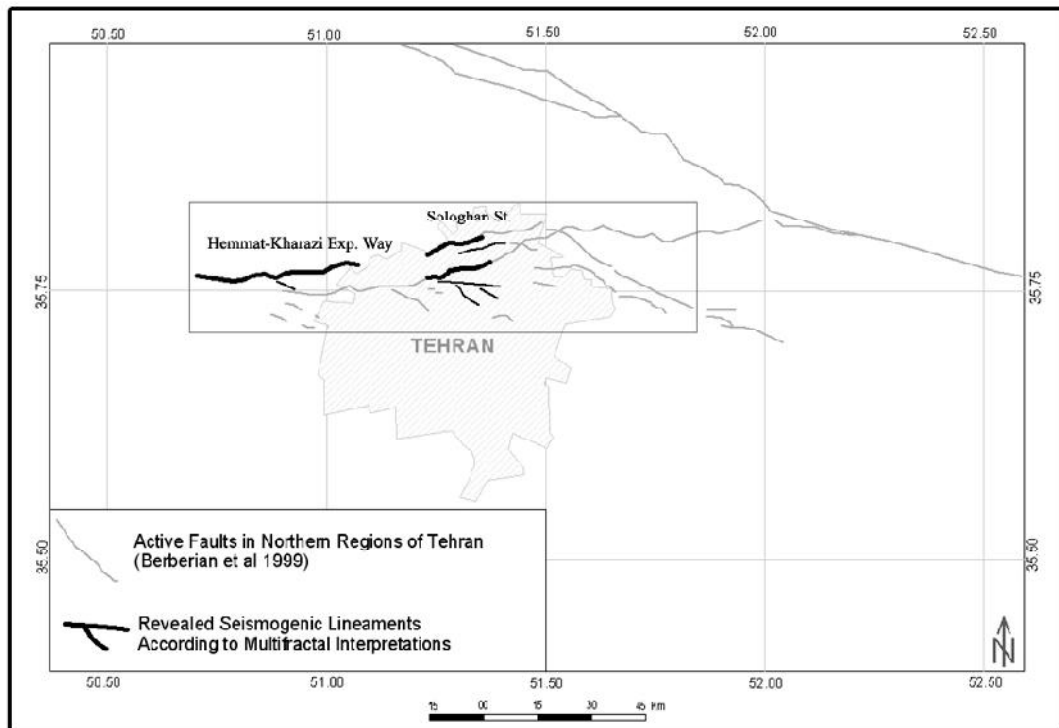 50.50 51.00 51.50 52.00 52.50
Sologhan St.
Hemmat-Kharazi Exp. Way
35.75 35.75
TEHRAN
Active Faults in Northern Regions of Tehran
(Berberian et al 1999)
35.50 35.50
Revealed Seismogenic Lineaments
According to Multifractal Interpretations
N
50.50 51.00 51.50 52.00 52.50
15 00 15 30 45 Km